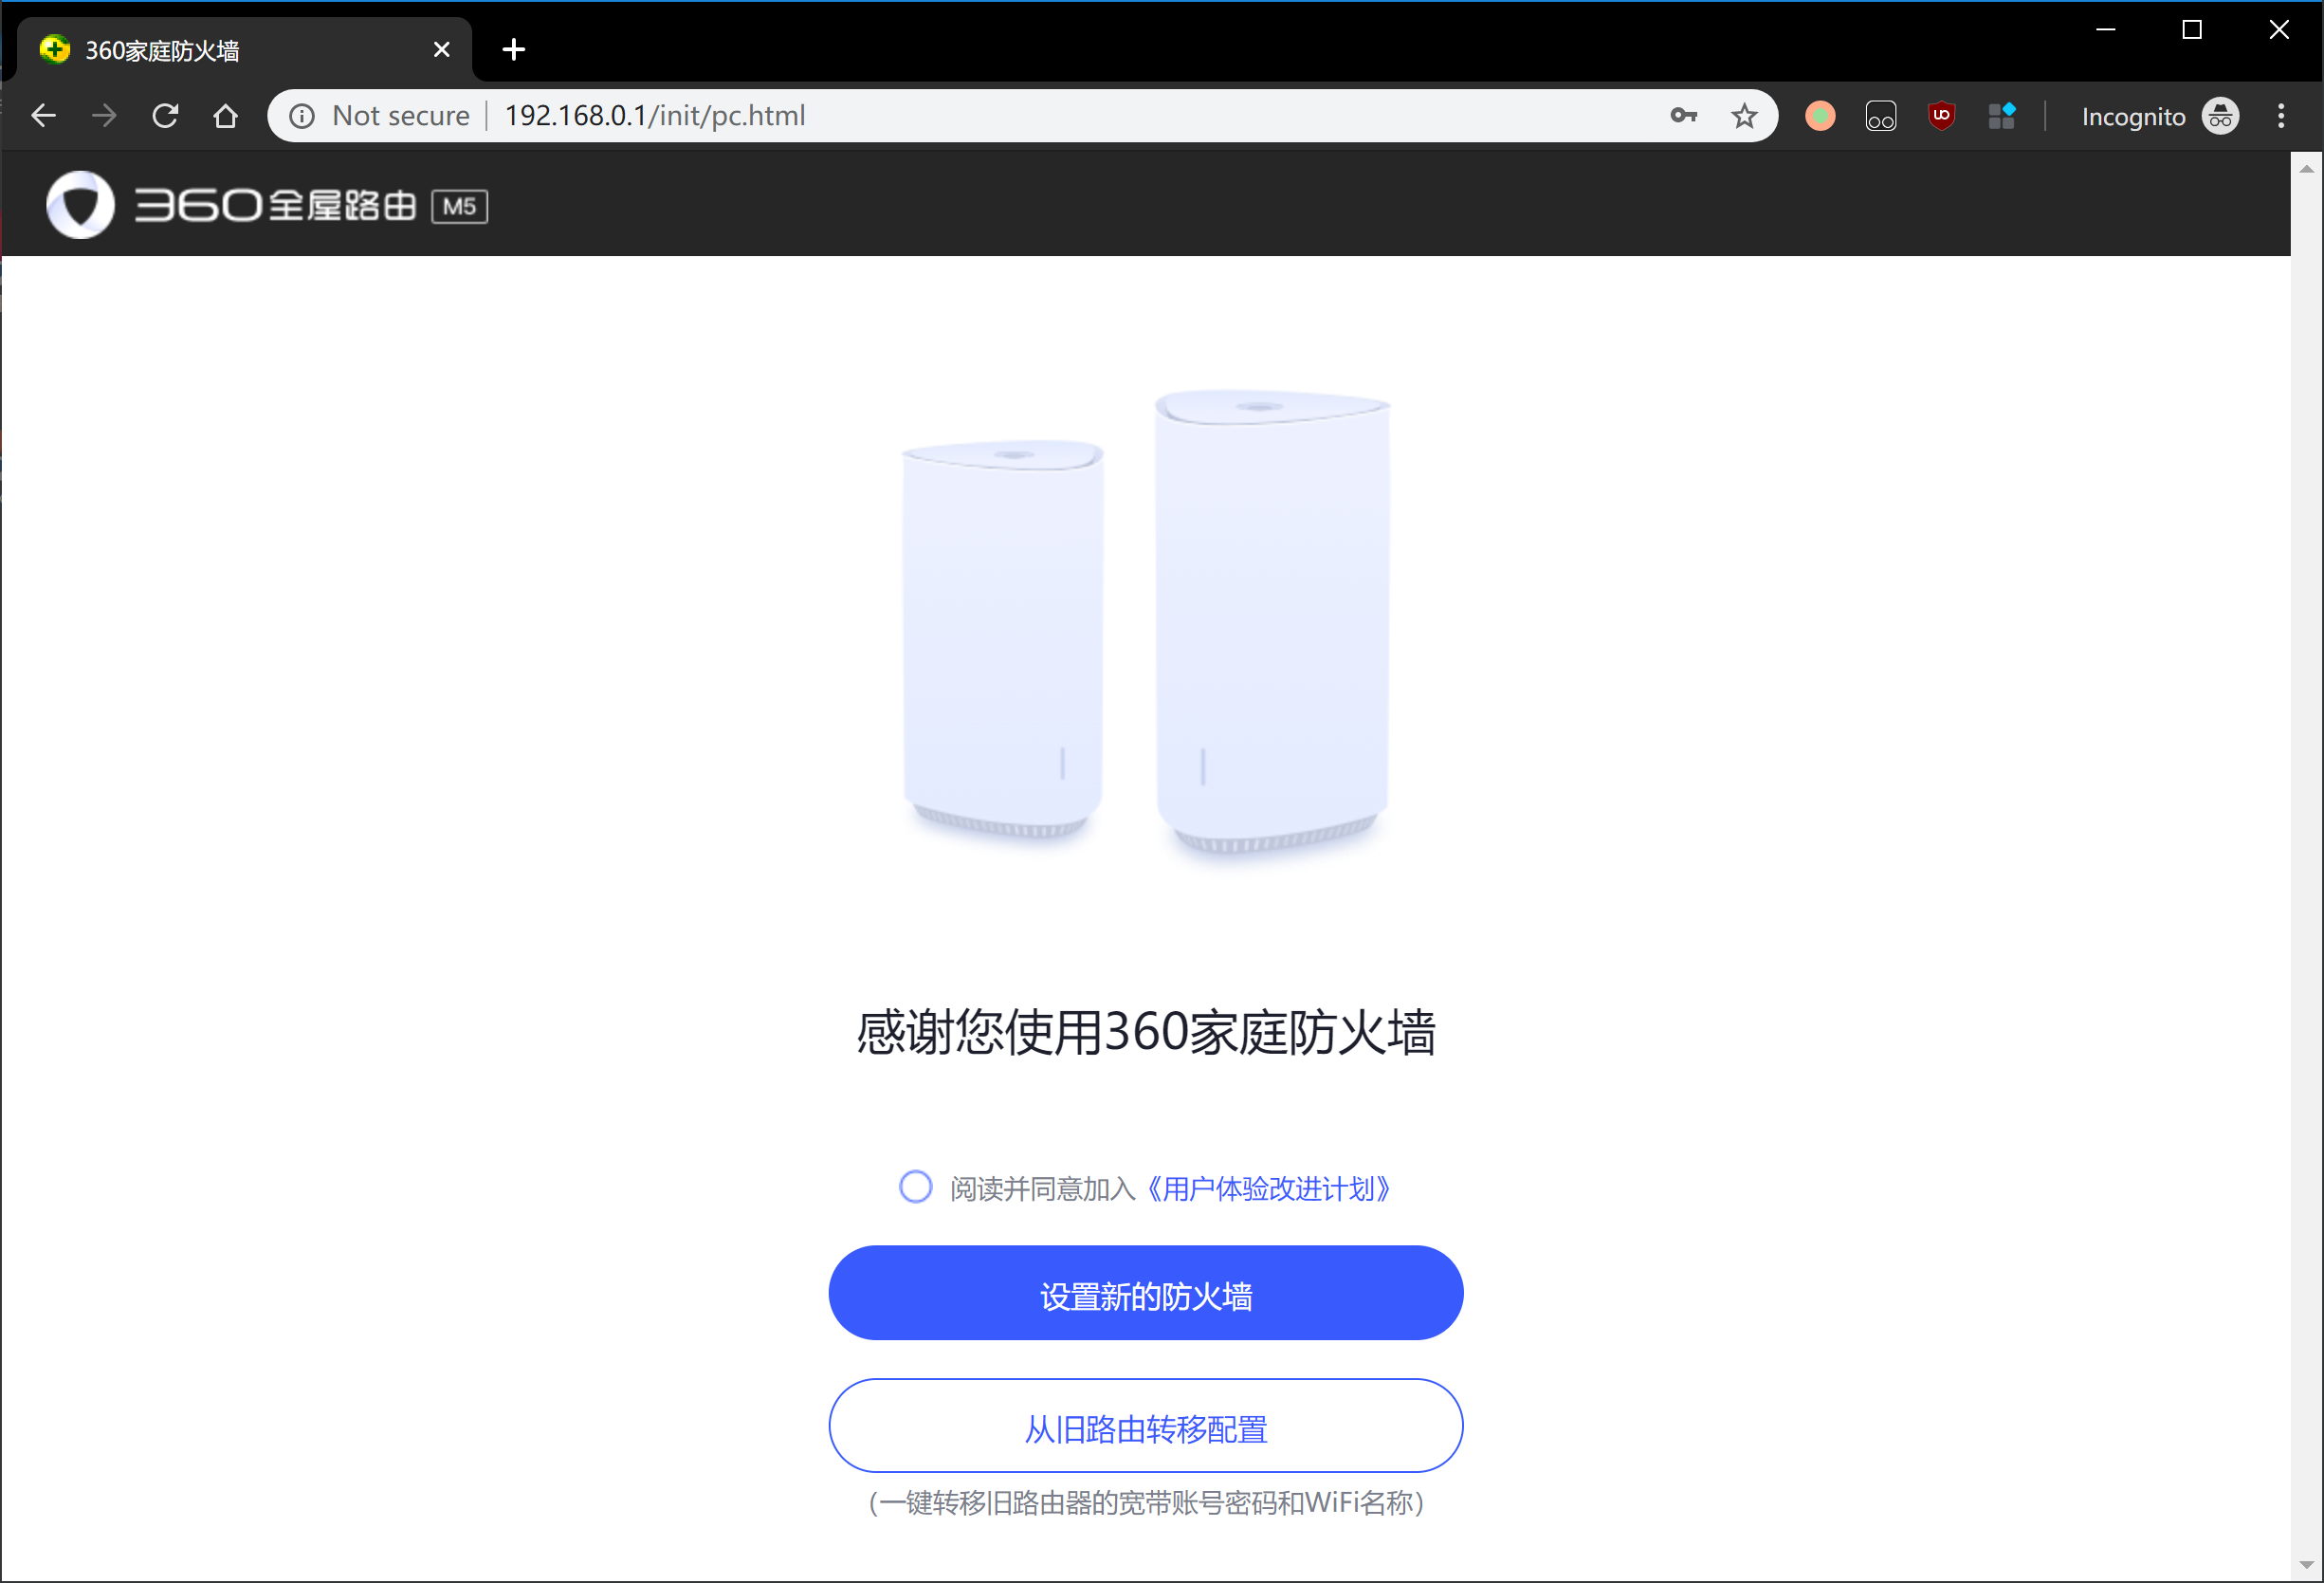 360家庭防火墙
Not secure
192.168.0.1/init/pc.html
Incognito
360全屋路由 M5
感谢您使用360家庭防火墙
阅读并同意加入《用户体验改进计划》
设置新的防火墙
从旧路由转移配置
(一键转移旧路由器的宽带账号密码和WiFi名称)